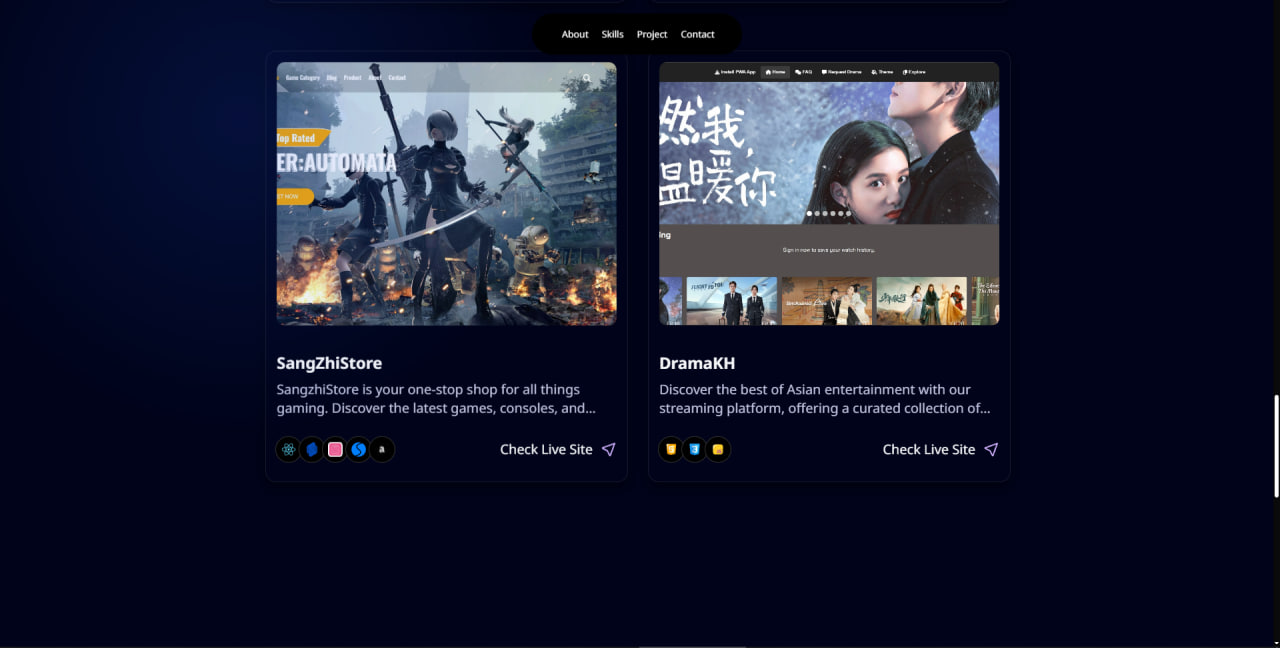 About Skills Project Contact
Game Category Blog Product About Contact
Top Rated
ER:AUTOMATA
ET NOW
Install PWA App Home FAQ Request Drama Theme Explore
然我,
温暖你
ing
Sign in now to save your watch history.
FLIGHT TO YOU
SangZhiStore
SangzhiStore is your one-stop shop for all things
gaming. Discover the latest games, consoles, and...
a
Check Live Site
DramaKH
Discover the best of Asian entertainment with our
streaming platform, offering a curated collection of...
Check Live Site